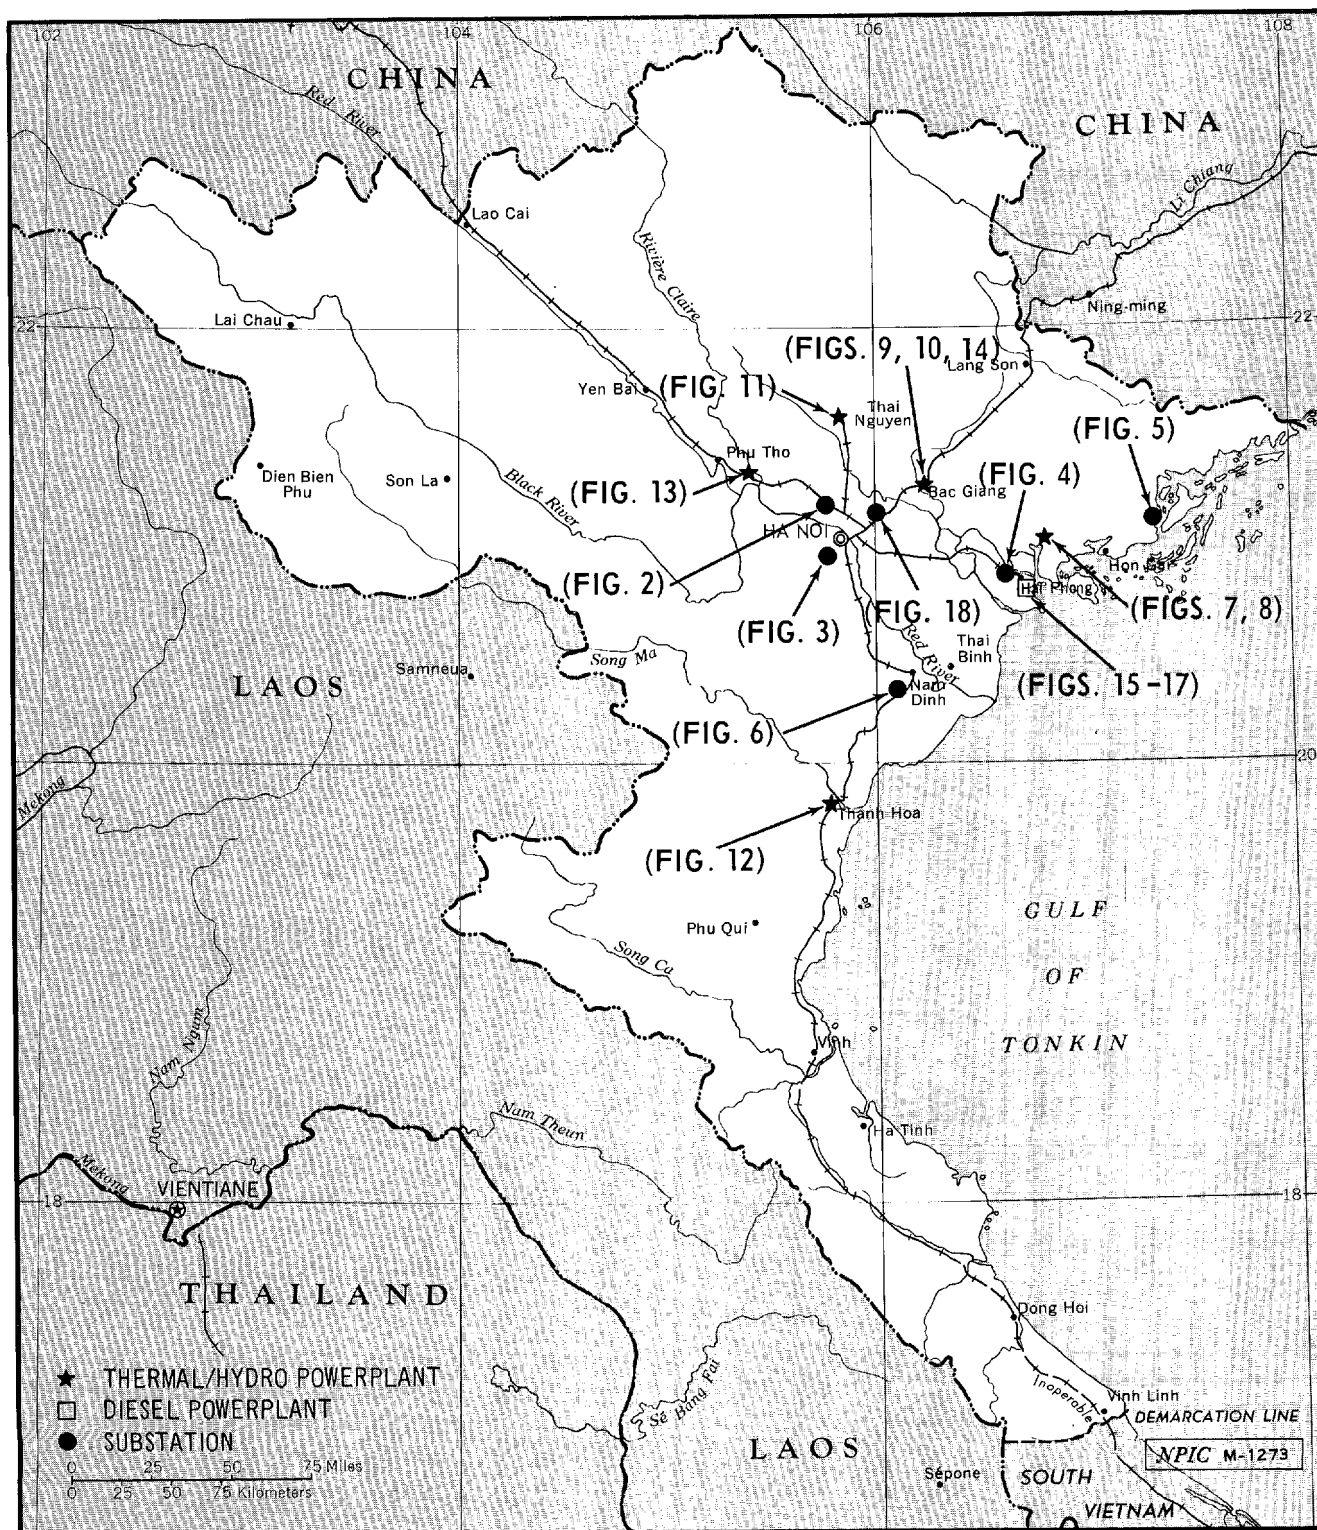 102
104
106
108
CHINA
Red River
CHINA
Li Chiang
Lao Cai
Rivière Claire
Ning-ming
22
22
Lai Chau
(FIGS. 9, 10, 14)
Lang Son
Yen Bai
(FIG. 11)
Thai
Nguyen
(FIG. 5)
Phu Tho
(FIG. 4)
Dien Bien
Phu
Son La
Black River
(FIG. 13)
Bac Giang
HA NOI
Hon Gai
(FIG. 2)
Hai Phong
(FIG. 18)
(FIGS. 7, 8)
(FIG. 3)
Red River
Thai
Binh
Song Ma
Samneua
LAOS
(FIGS. 15-17)
Nam
Dinh
(FIG. 6)
20
Mekong
Thanh Hoa
(FIG. 12)
GULF
OF
TONKIN
Phu Qui
Song Ca
Nam Ngum
Vinh
Nam Theun
Ha Tinh
Mekong
VIENTIANE
18
18
THAILAND
Dong Hoi
★ THERMAL/HYDRO POWERPLANT
□ DIESEL POWERPLANT
● SUBSTATION
0 25 50 75 Miles
0 25 50 75 Kilometers
Sé Bang Fai
Inoperable
Vinh Linh
DEMARCATION LINE
LAOS
NPIC M-1273
Sépone
SOUTH
VIETNAM